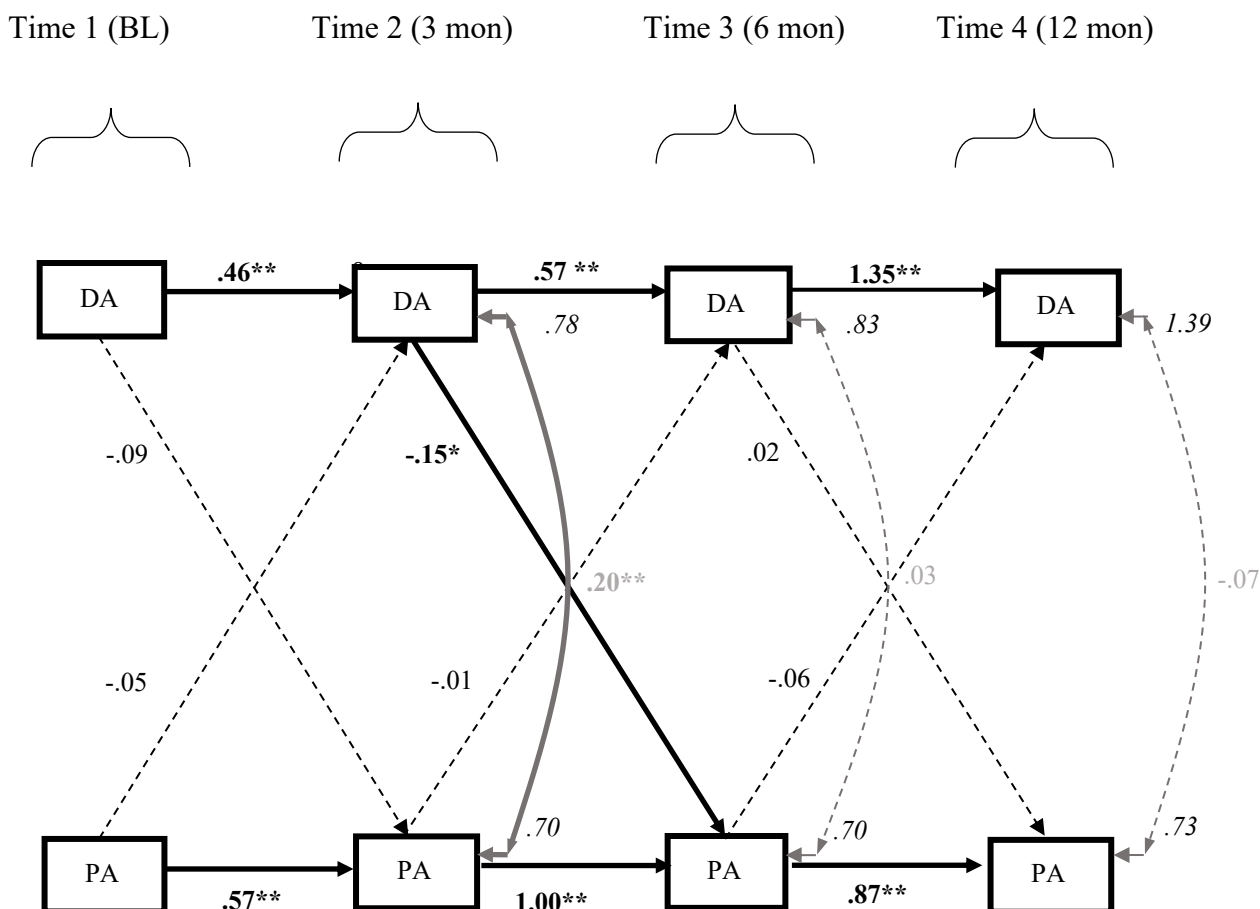 Time 1 (BL) Time 2 (3 mon) Time 3 (6 mon) Time 4 (12 mon)
.46** .57 ** 1.35**
DA DA DA DA
.78 .83 1.39
-.09 -.15* .02
.20** .03 -.07
-.05 -.01 -.06
.70 .70 .73
PA PA PA PA
.57** 1.00** .87**